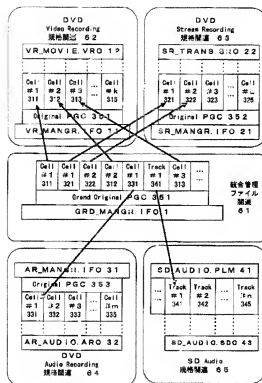 DVD
Video Recording
規格関連 62
VR_MOVIE.VRO 12
Cell Cell Cell ... Cell
#1 #2 #3 #k
311 312 313 315
Original PGC 351
VR_MANGR.IFO 11
DVD
Stream Recording
規格関連 63
SR_TRANS.SRO 22
Cell Cell Cell ... Cell
#1 #2 #3
321 322 323 325
Original PGC 352
SR_MANGR.IFO 21
Cell Cell Cell Cell Cell Track Cell ...
#1 #1 #2 #2 #1 #1 #3
311 321 322 312 331 341 313
Grand Original PGC
GRD_MANGR.IFO 1
統合管理
ファイル
関連
61
AR_MANGR.IFO 31
Original PGC 353
Cell Cell Cell ... Cell
#1 #2 #3 #m
331 332 333 335
AR_AUDIO.ARO 32
DVD
Audio Recording
規格関連 64
SD_AUDIO.PLM 41
... Track Track ... Track
#1 #2 #m
341 342 345
SD_AUDIO.SDO 43
SD Audio
規格関連 65